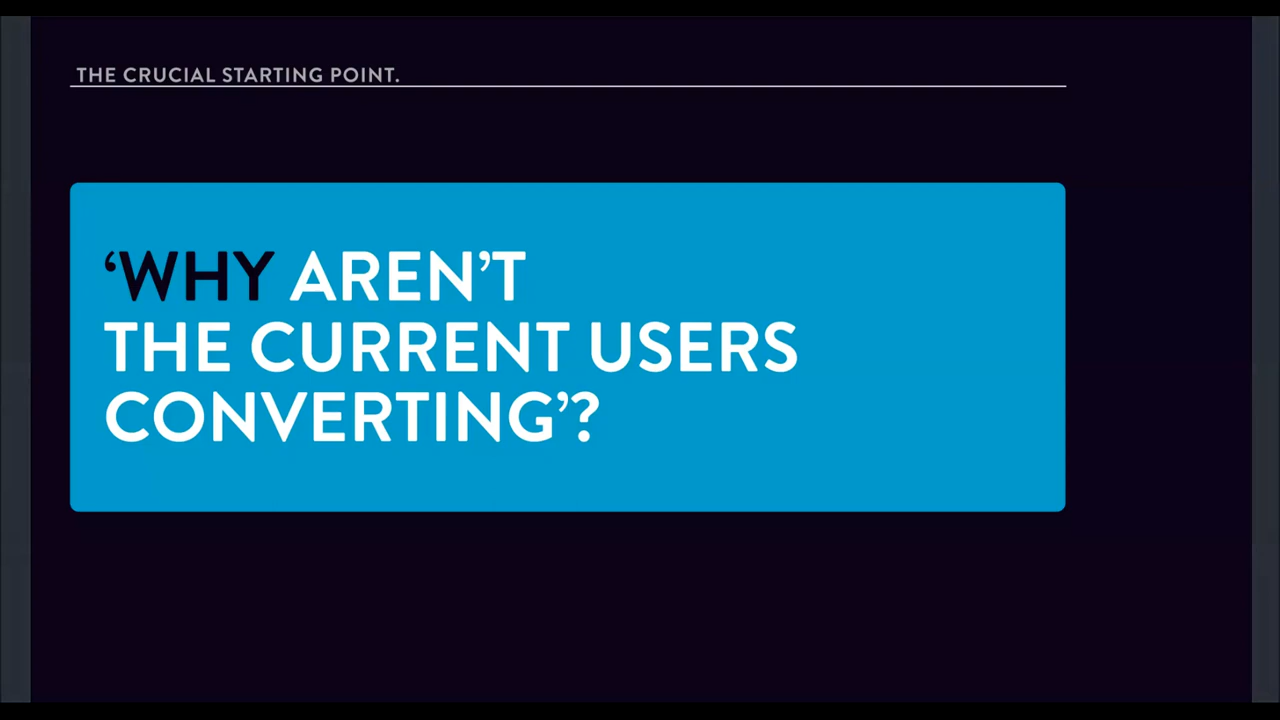 THE CRUCIAL STARTING POINT.
‘WHY AREN’T
THE CURRENT USERS
CONVERTING’?